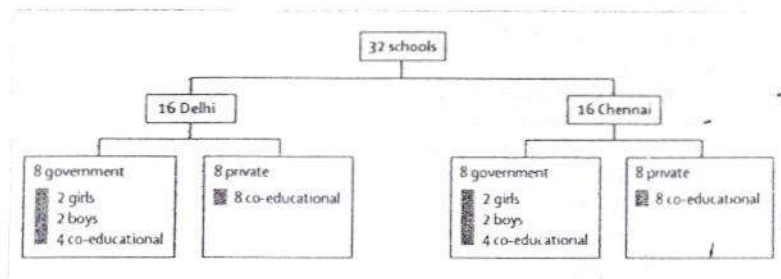 32 schools
16 Delhi
16 Chennai
8 government
2 girls
2 boys
4 co-educational
8 private
8 co-educational
8 government
2 girls
2 boys
4 co-educational
8 private
8 co-educational